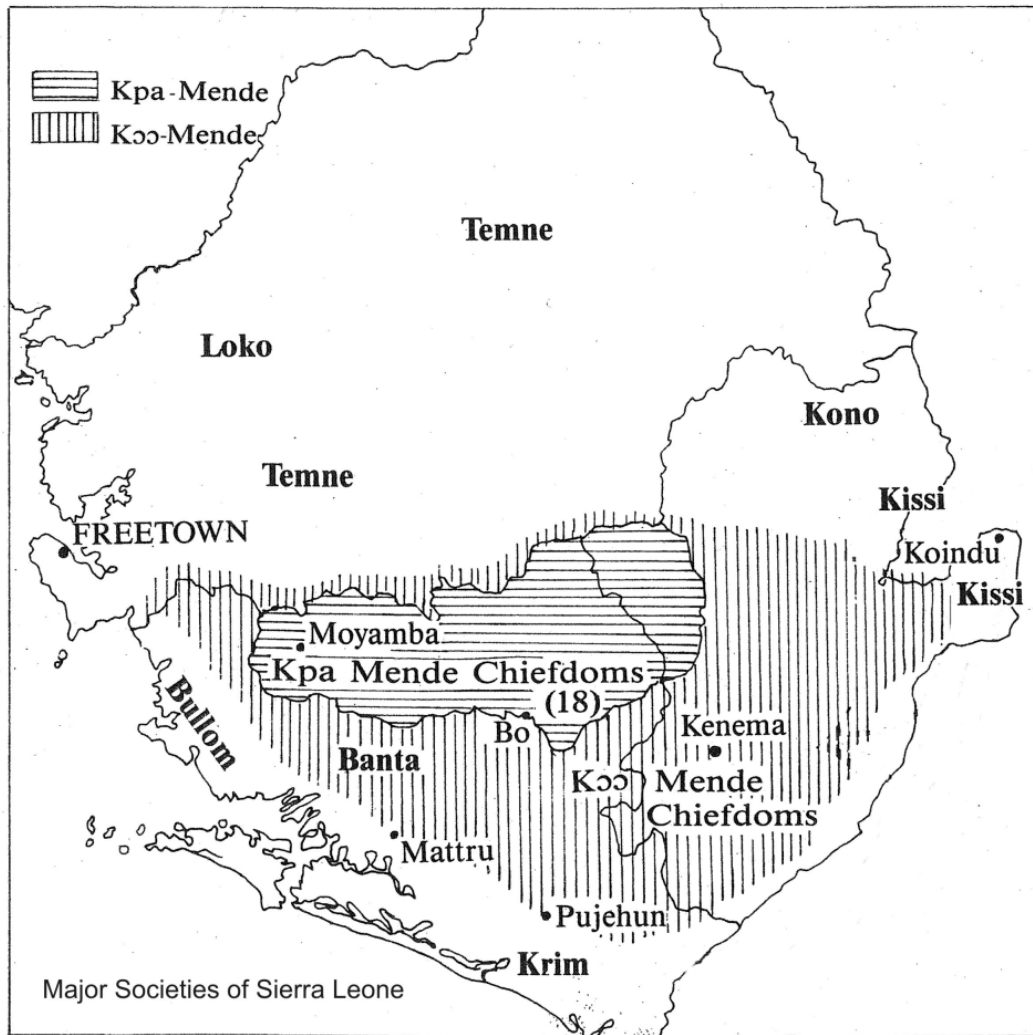 Kpa-Mende
Kɔɔ-Mende
Temne
Loko
Kono
Temne
Kissi
FREETOWN
Koindu
Kissi
Moyamba
Kpa Mende Chiefdoms
(18)
Bullom
Bo
Kenema
Banta
Kɔɔ Mende
Chiefdoms
Mattru
Pujehun
Krim
Major Societies of Sierra Leone